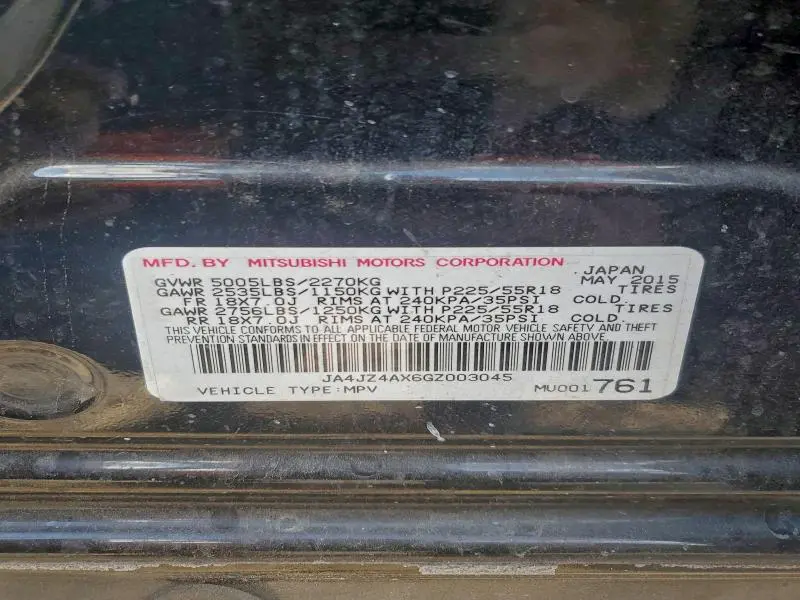 MFD. BY MITSUBISHI MOTORS CORPORATION JAPAN
GVWR 5005LBS/2270KG MAY 2015
GAWR 2535LBS/1150KG WITH P225/55R18 TIRES
FR 18X7.0J RIMS AT 240KPA/35PSI COLD.
GAWR 2756LBS/1250KG WITH P225/55R18 TIRES
RR 18X7.0J RIMS AT 240KPA/35PSI COLD.
THIS VEHICLE CONFORMS TO ALL APPLICABLE FEDERAL MOTOR VEHICLE SAFETY AND THEFT
PREVENTION STANDARDS IN EFFECT ON THE DATE OF MANUFACTURE SHOWN ABOVE.
JA4JZ4AX6GZ003045
VEHICLE TYPE:MPV MU001761